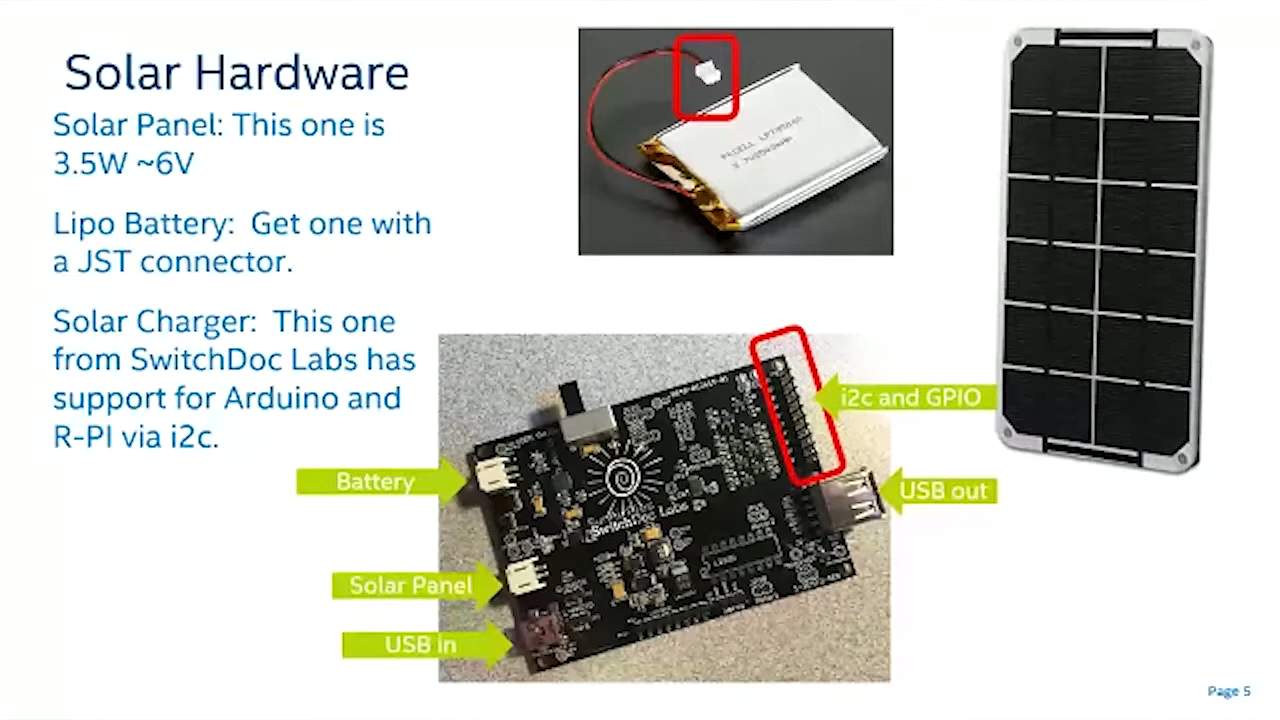 Solar Hardware
Solar Panel: This one is
3.5W ~6V
Lipo Battery: Get one with
a JST connector.
Solar Charger: This one
from SwitchDoc Labs has
support for Arduino and
R-PI via i2c.
i2c and GPIO
Battery
USB out
SwitchDoc Labs
Solar Panel
USB in
Page 5